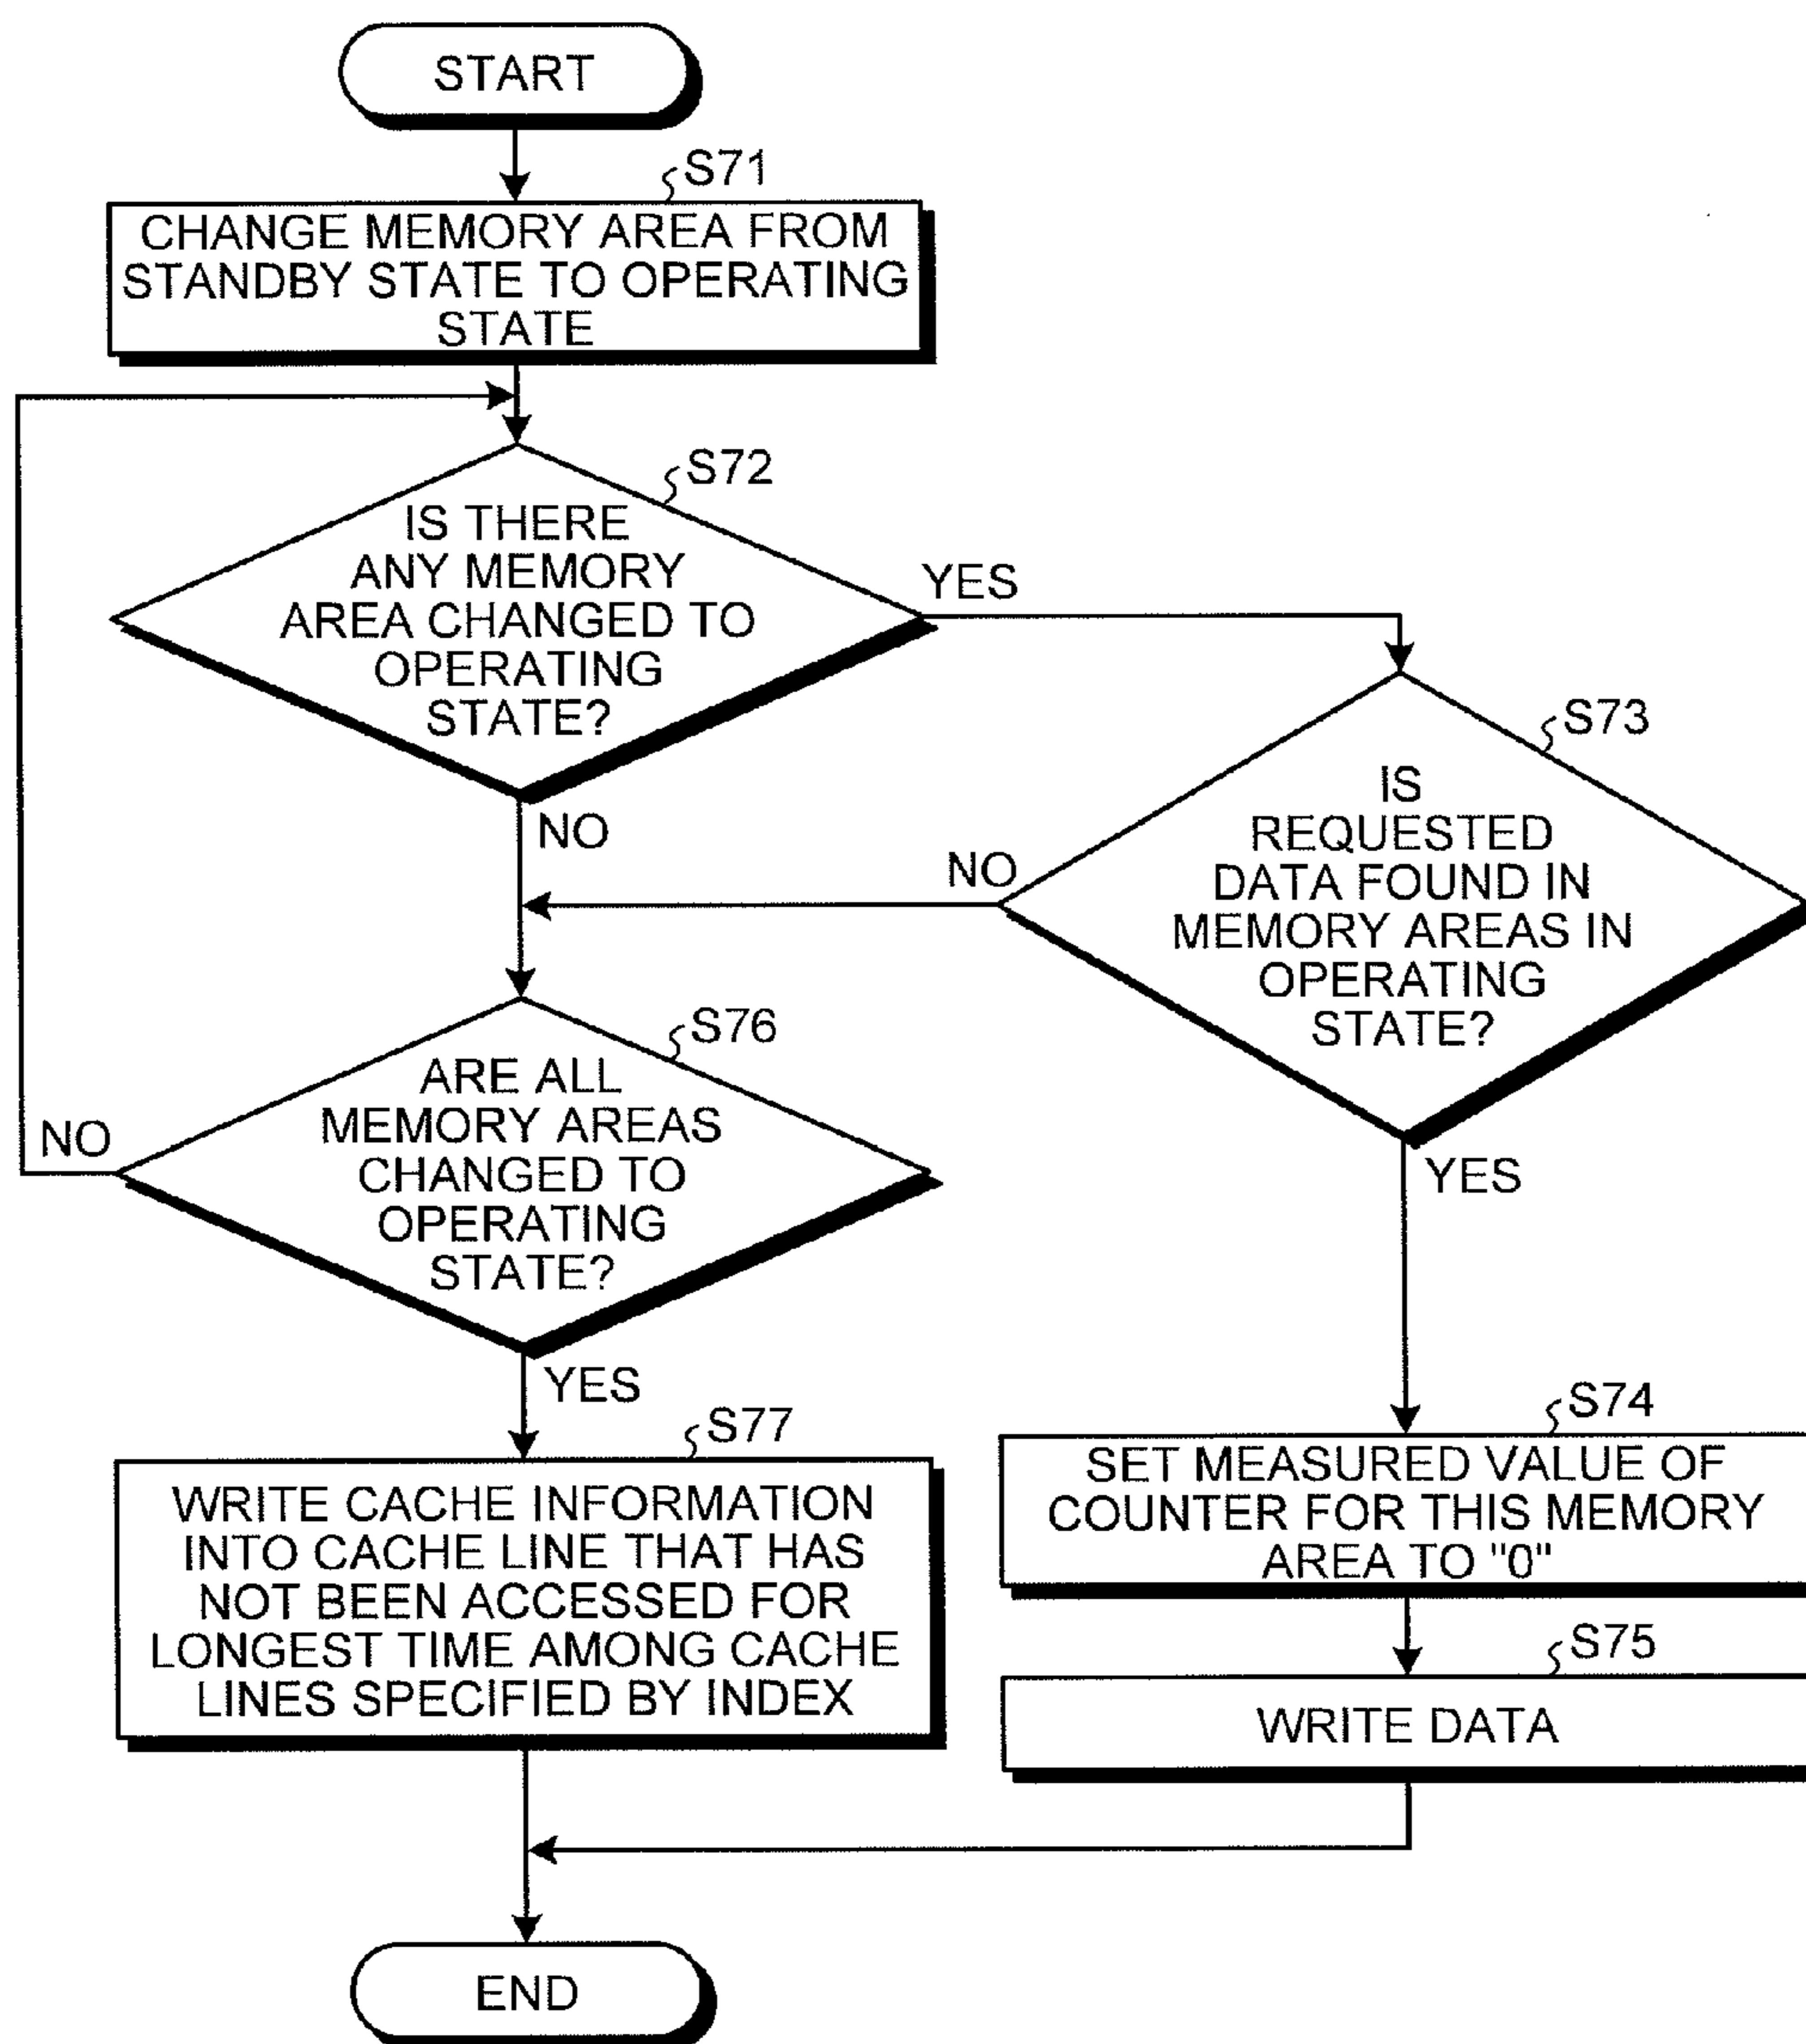 START
S71
CHANGE MEMORY AREA FROM
STANDBY STATE TO OPERATING
STATE
S72
IS THERE
ANY MEMORY
AREA CHANGED TO
OPERATING
STATE?
YES
NO
S73
IS
REQUESTED
DATA FOUND IN
MEMORY AREAS IN
OPERATING
STATE?
NO
YES
S76
ARE ALL
MEMORY AREAS
CHANGED TO
OPERATING
STATE?
NO
YES
S77
WRITE CACHE INFORMATION
INTO CACHE LINE THAT HAS
NOT BEEN ACCESSED FOR
LONGEST TIME AMONG CACHE
LINES SPECIFIED BY INDEX
S74
SET MEASURED VALUE OF
COUNTER FOR THIS MEMORY
AREA TO "0"
S75
WRITE DATA
END